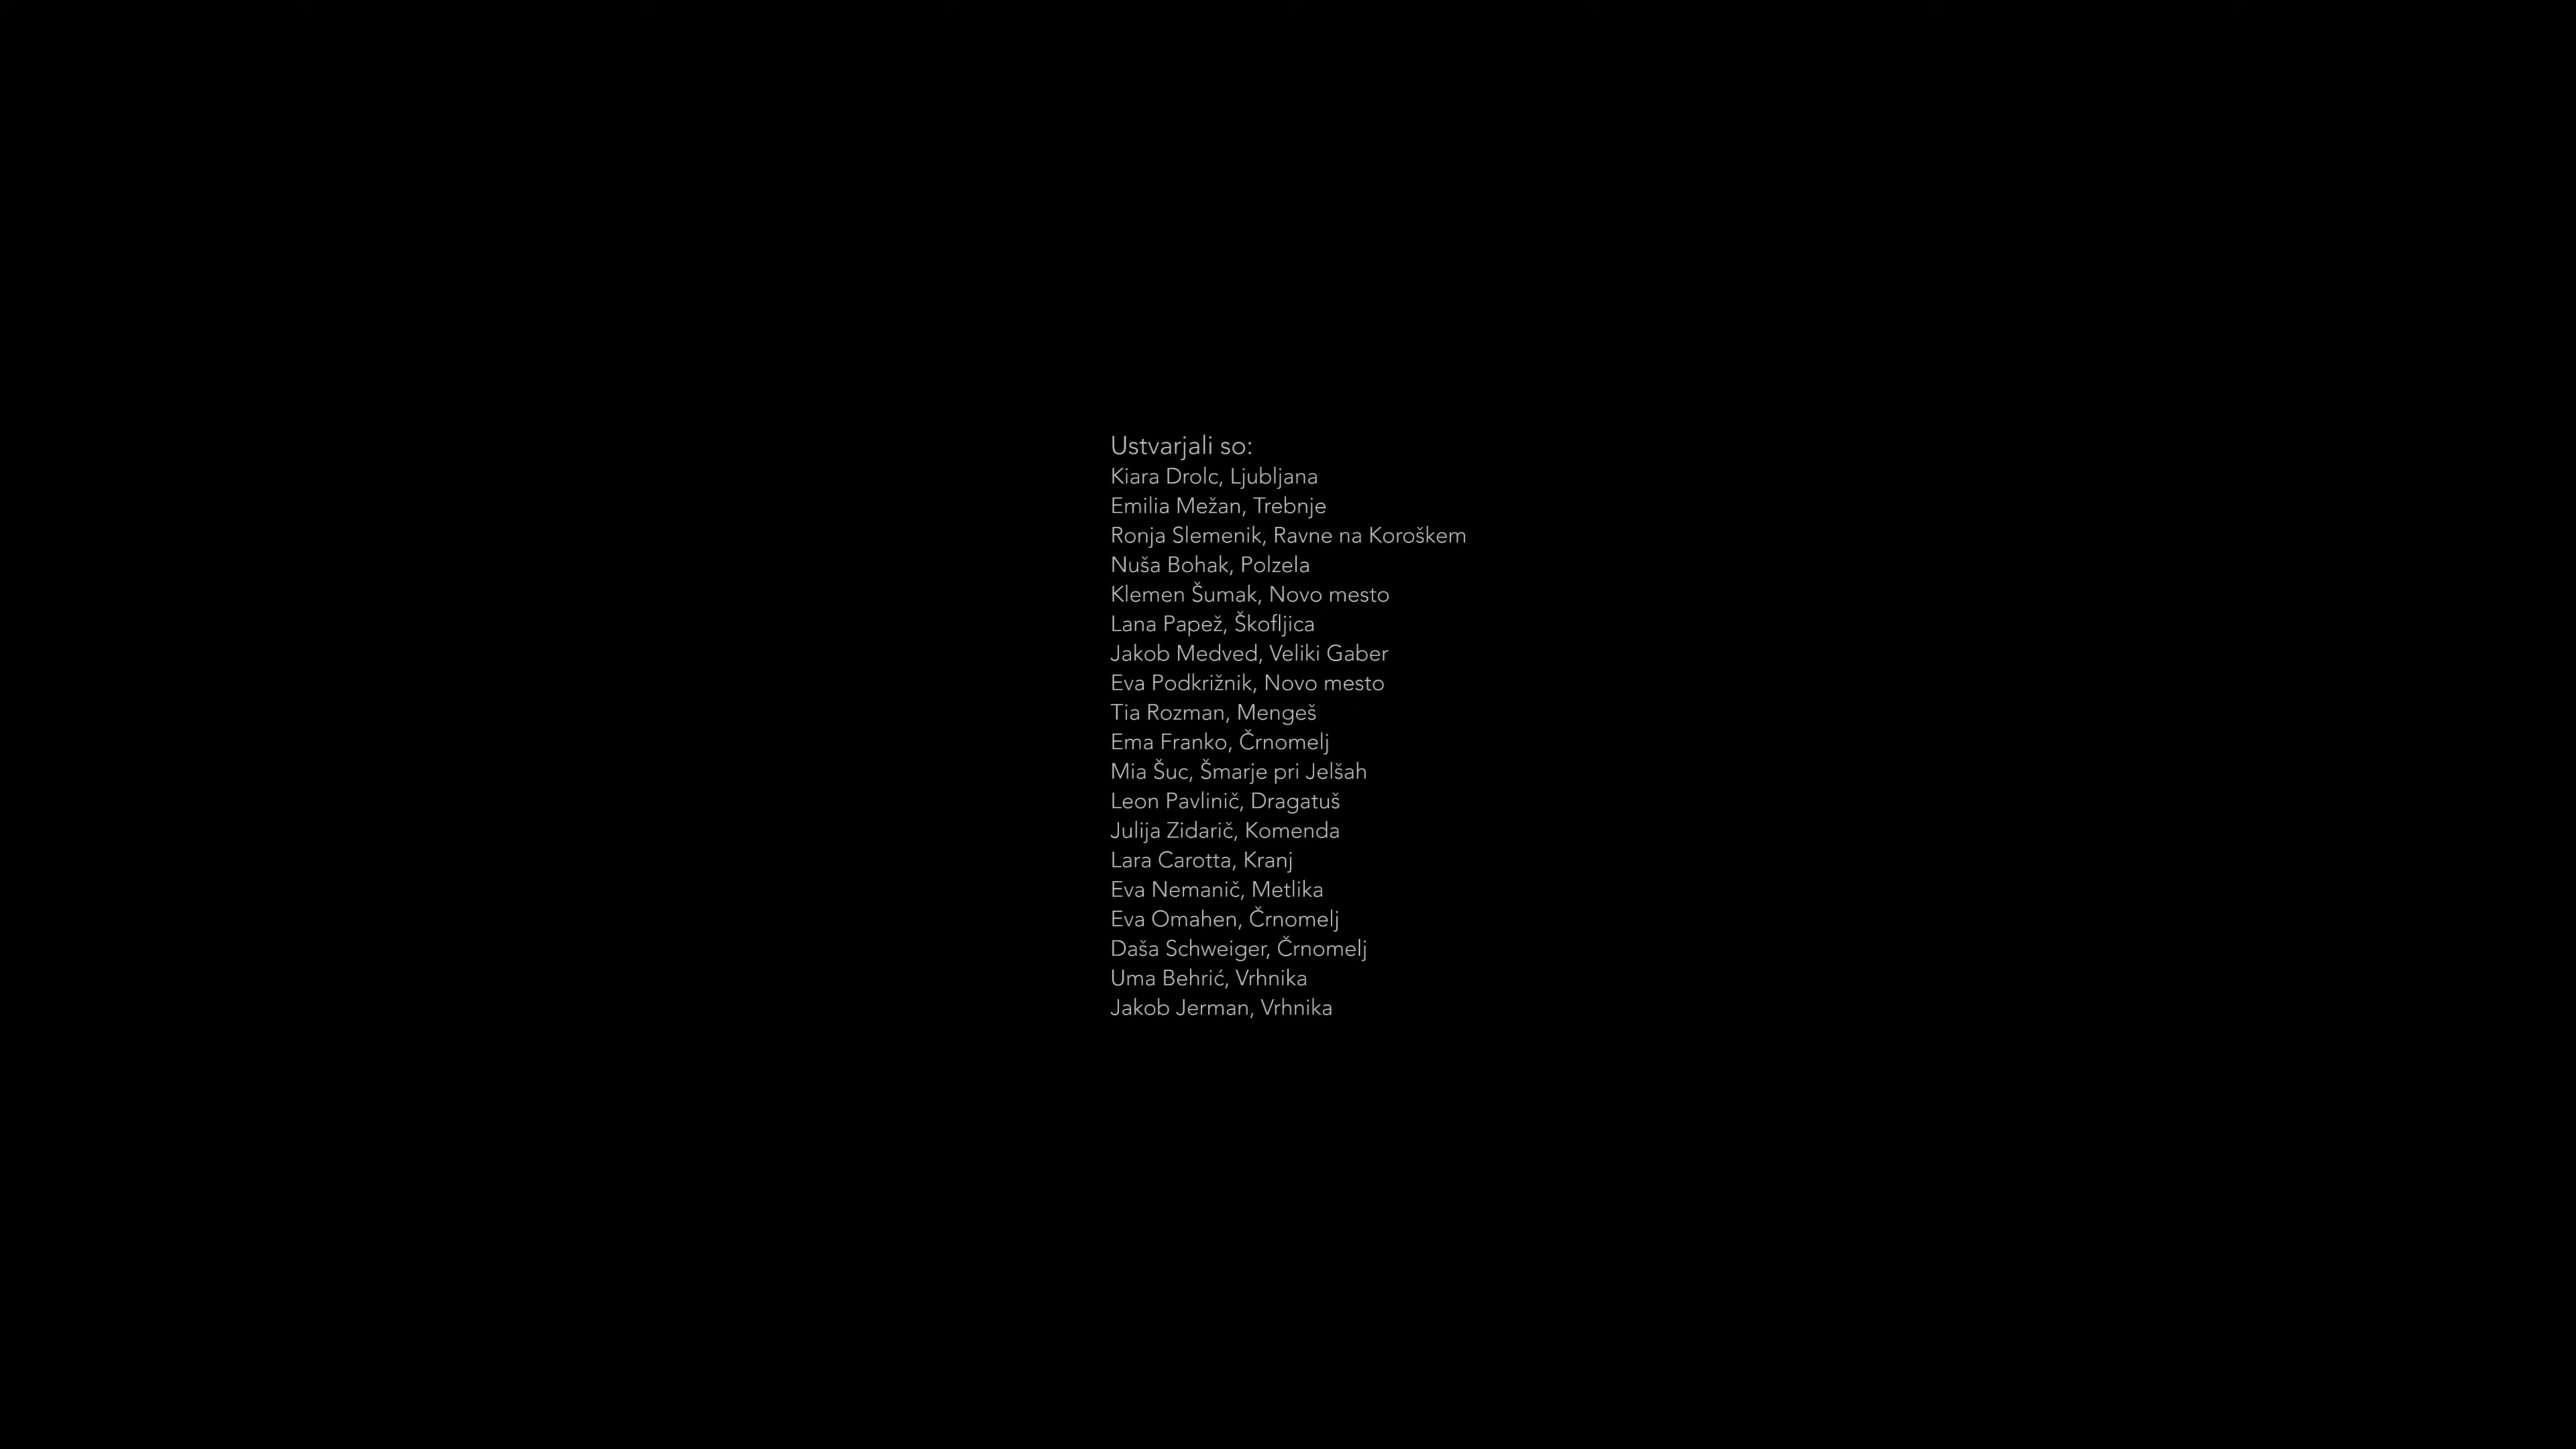 Ustvarjali so:
Kiara Drolc, Ljubljana
Emilia Mežan, Trebnje
Ronja Slemenik, Ravne na Koroškem
Nuša Bohak, Polzela
Klemen Šumak, Novo mesto
Lana Papež, Škofljica
Jakob Medved, Veliki Gaber
Eva Podkrižnik, Novo mesto
Tia Rozman, Mengeš
Ema Franko, Črnomelj
Mia Šuc, Šmarje pri Jelšah
Leon Pavlinič, Dragatuš
Julija Zidarič, Komenda
Lara Carotta, Kranj
Eva Nemanič, Metlika
Eva Omahen, Črnomelj
Daša Schweiger, Črnomelj
Uma Behrić, Vrhnika
Jakob Jerman, Vrhnika